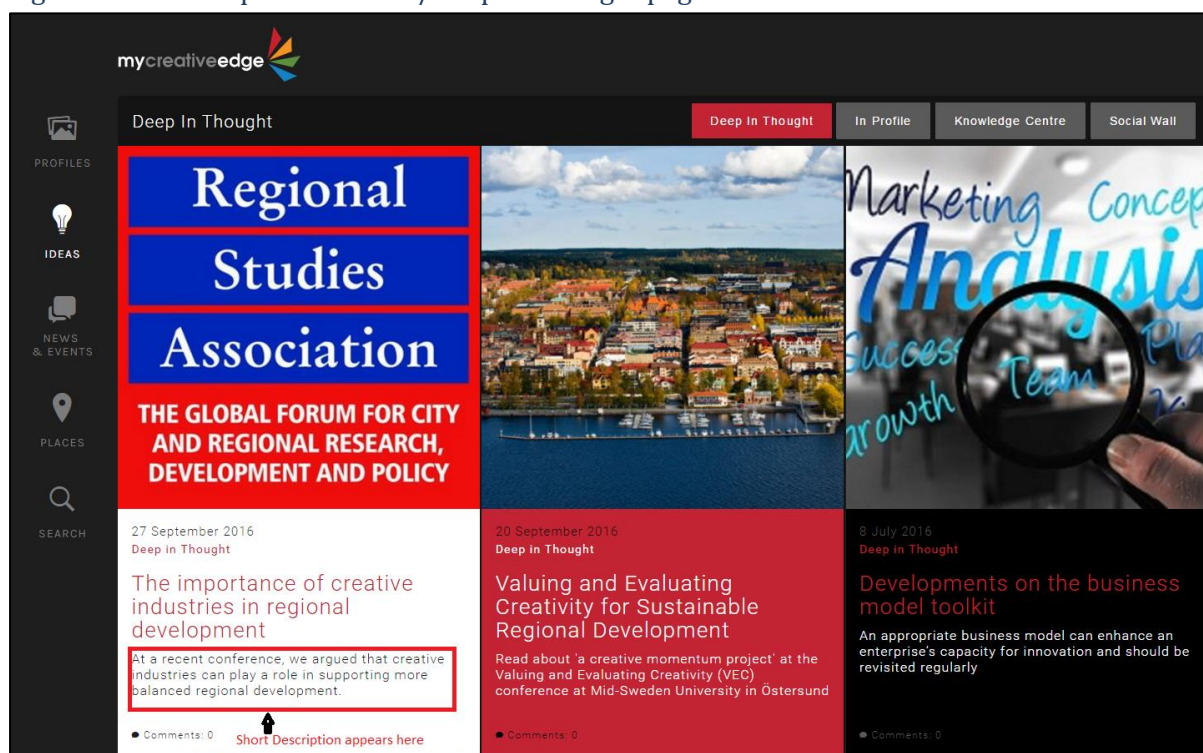 mycreativeedge
Deep In Thought
Deep In Thought
In Profile
Knowledge Centre
Social Wall
PROFILES
IDEAS
NEWS
& EVENTS
PLACES
SEARCH
Regional
Studies
Association
THE GLOBAL FORUM FOR CITY
AND REGIONAL RESEARCH,
DEVELOPMENT AND POLICY
27 September 2016
Deep in Thought
The importance of creative
industries in regional
development
At a recent conference, we argued that creative
industries can play a role in supporting more
balanced regional development.
Comments: 0
Short Description appears here
20 September 2016
Deep in Thought
Valuing and Evaluating
Creativity for Sustainable
Regional Development
Read about 'a creative momentum project' at the
Valuing and Evaluating Creativity (VEC)
conference at Mid-Sweden University in Östersund
Comments: 0
Marketing
Analysis
Success
Team
Growth
8 July 2016
Deep in Thought
Developments on the business
model toolkit
An appropriate business model can enhance an
enterprise's capacity for innovation and should be
revisited regularly
Comments: 0